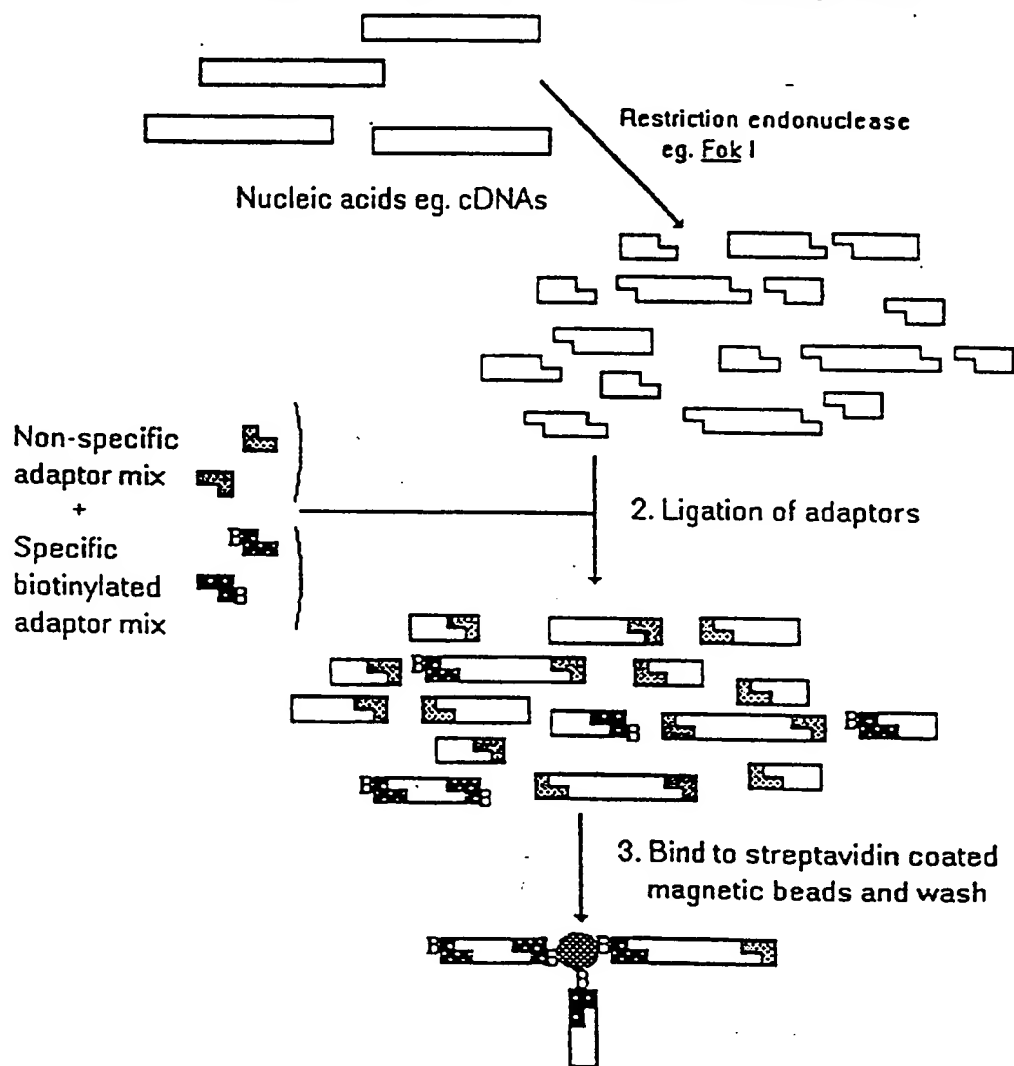 Restriction endonuclease
eg. Fok I
Nucleic acids eg. cDNAs
Non-specific
adaptor mix
+
Specific
biotinylated
adaptor mix
B
B
2. Ligation of adaptors
B
B
B
B
B
3. Bind to streptavidin coated
magnetic beads and wash
B
B
B
B